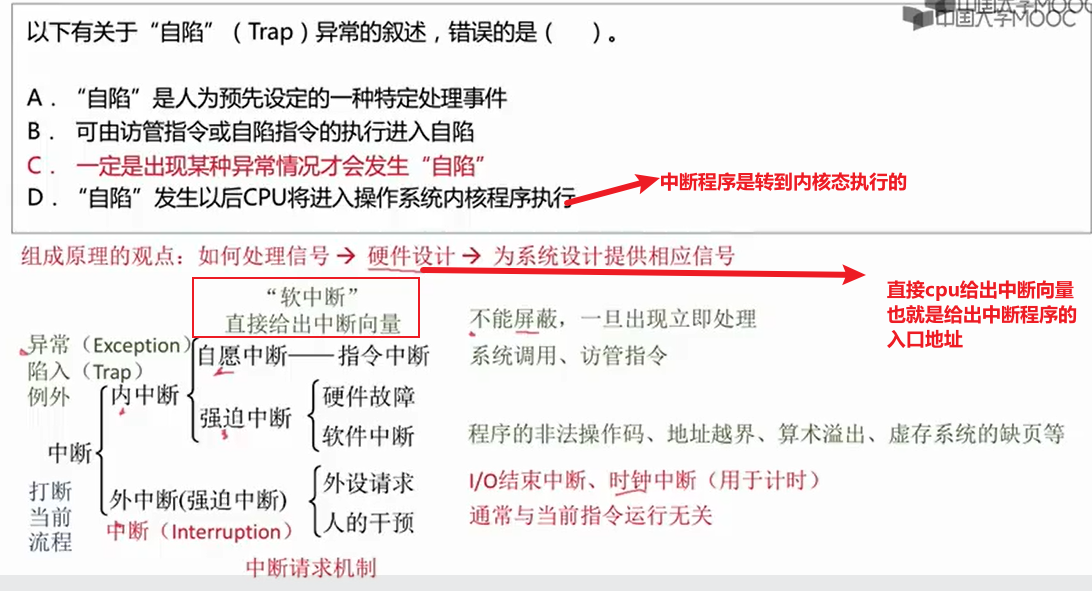 中国大学MOOC
中国大学MOOC
以下有关于“自陷”（Trap）异常的叙述，错误的是（ ）。
A．“自陷”是人为预先设定的一种特定处理事件
B． 可由访管指令或自陷指令的执行进入自陷
C． 一定是出现某种异常情况才会发生“自陷”
D．“自陷”发生以后CPU将进入操作系统内核程序执行
中断程序是转到内核态执行的
组成原理的观点：如何处理信号→硬件设计→为系统设计提供相应信号
直接cpu给出中断向量
也就是给出中断程序的
入口地址
“软中断”
直接给出中断向量
不能屏蔽，一旦出现立即处理
异常（Exception）
陷入（Trap）
例外
自愿中断——指令中断
系统调用、访管指令
内中断
强迫中断
硬件故障
软件中断
程序的非法操作码、地址越界、算术溢出、虚存系统的缺页等
中断
打断
当前
流程
外中断(强迫中断)
中断（Interruption）
外设请求
人的干预
I/O结束中断、时钟中断（用于计时）
通常与当前指令运行无关
中断请求机制